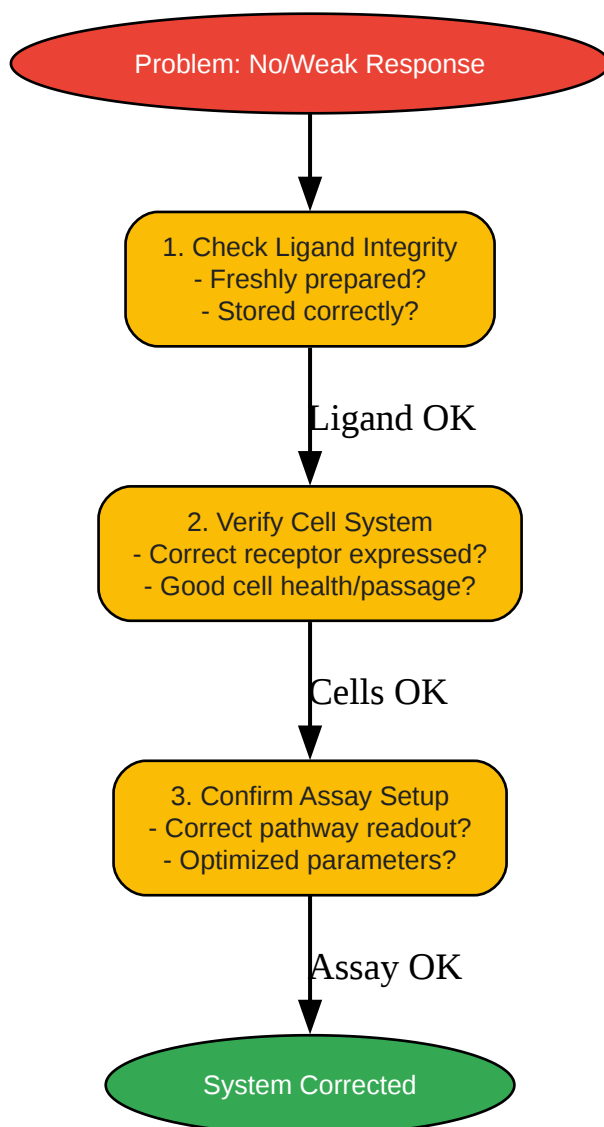 Problem: No/Weak Response
1. Check Ligand Integrity
- Freshly prepared?
- Stored correctly?
Ligand OK
2. Verify Cell System
- Correct receptor expressed?
- Good cell health/passage?
Cells OK
3. Confirm Assay Setup
- Correct pathway readout?
- Optimized parameters?
Assay OK
System Corrected